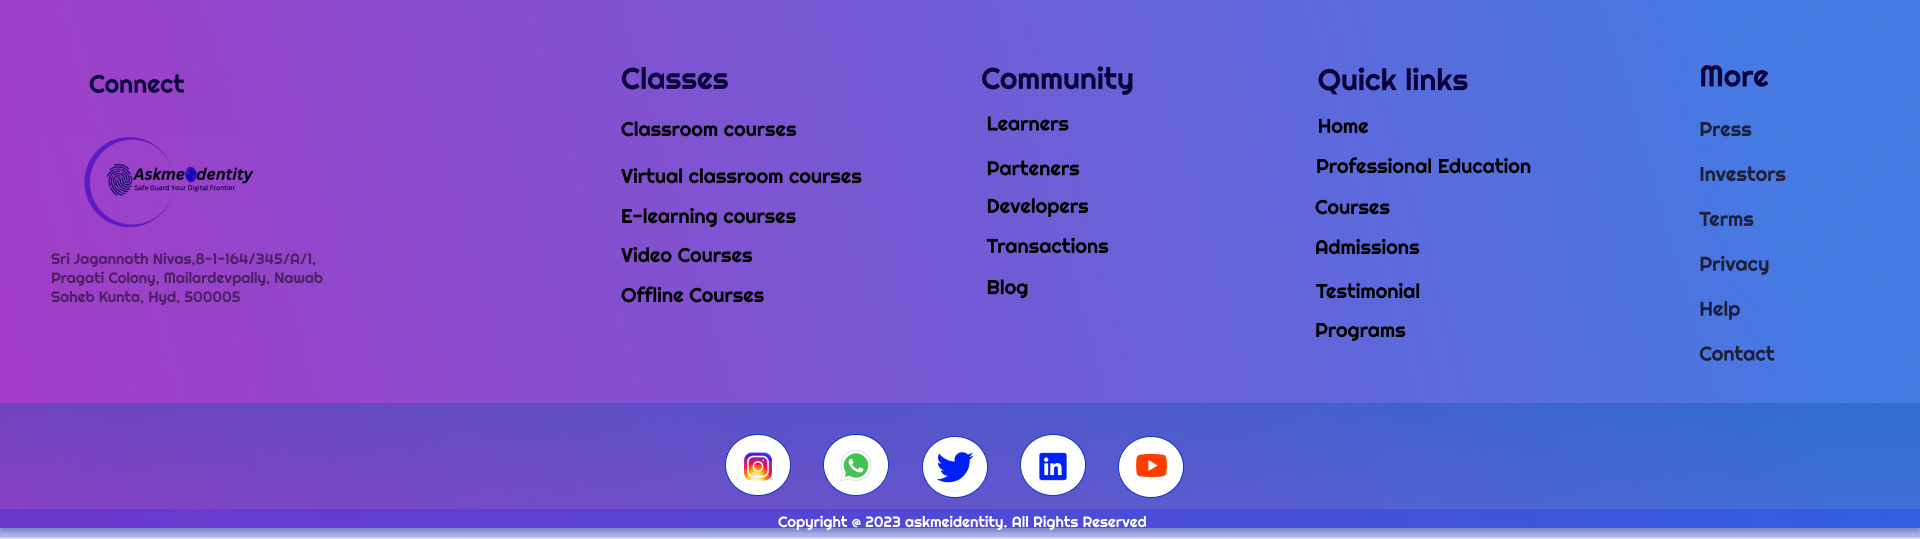 Connect
Askme Identity
Safe Guard Your Digital Frontier
Sri Jagannath Nivas,8-1-164/345/A/1,
Pragati Colony, Mailardevpally, Nawab
Saheb Kunta, Hyd, 500005
Classes
Classroom courses
Virtual classroom courses
E-learning courses
Video Courses
Offline Courses
Community
Learners
Parteners
Developers
Transactions
Blog
Quick links
Home
Professional Education
Courses
Admissions
Testimonial
Programs
More
Press
Investors
Terms
Privacy
Help
Contact
in
Copyright @ 2023 askmeidentity. All Rights Reserved